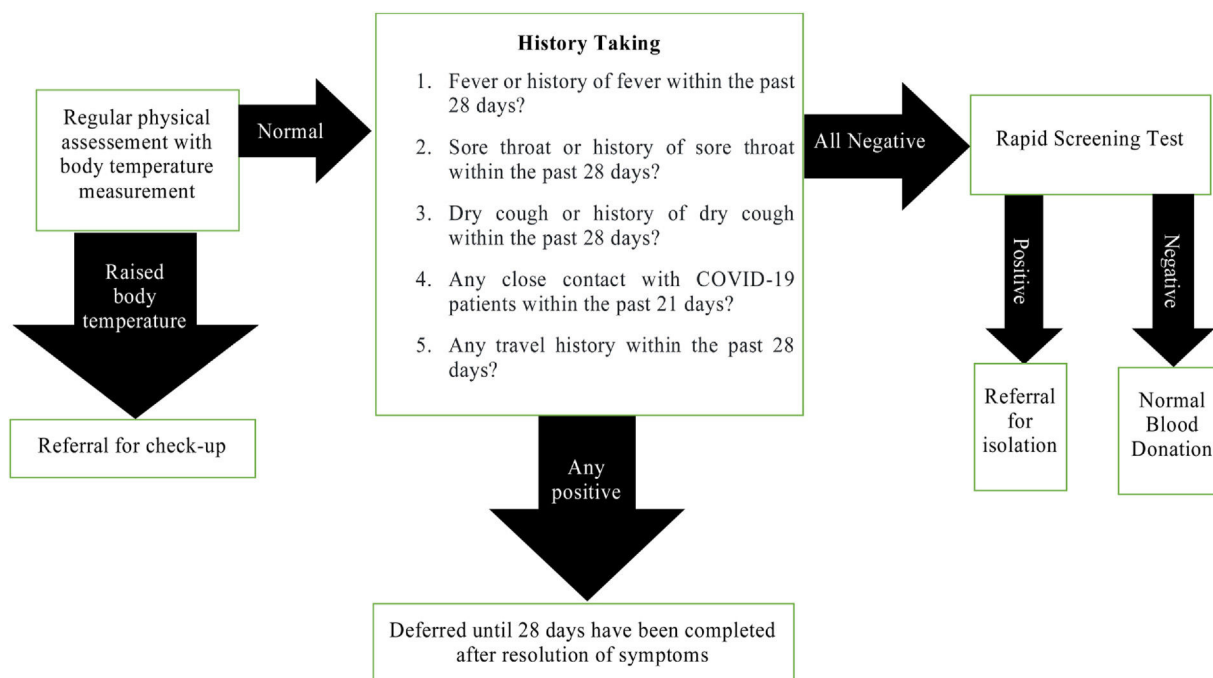 Regular physical
assessment with
body temperature
measurement
Normal
Raised
body
temperature
Referral for check-up
History Taking
1. Fever or history of fever within the past
28 days?
2. Sore throat or history of sore throat
within the past 28 days?
3. Dry cough or history of dry cough
within the past 28 days?
4. Any close contact with COVID-19
patients within the past 21 days?
5. Any travel history within the past 28
days?
Any
positive
Deferred until 28 days have been completed
after resolution of symptoms
All Negative
Rapid Screening Test
Positive
Negative
Referral
for
isolation
Normal
Blood
Donation